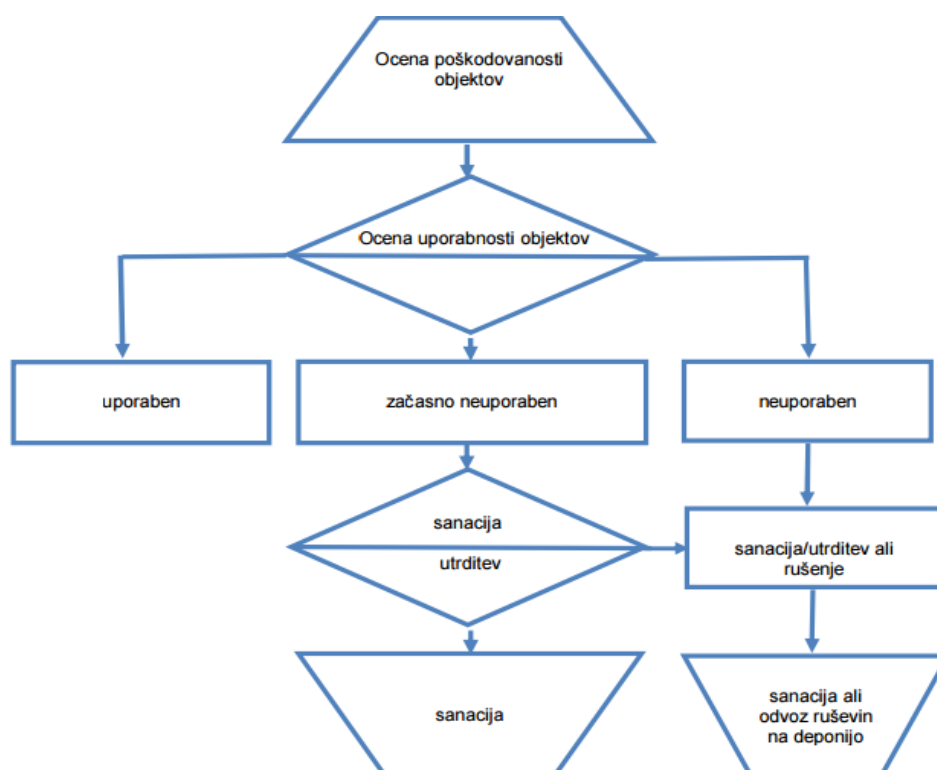 Ocena poškodovanosti
objektov
Ocena uporabnosti objektov
uporaben
začasno neuporaben
neuporaben
sanacija
utrditev
sanacija/utrditev ali
rušenje
sanacija
sanacija ali
odvoz ruševin
na deponijo